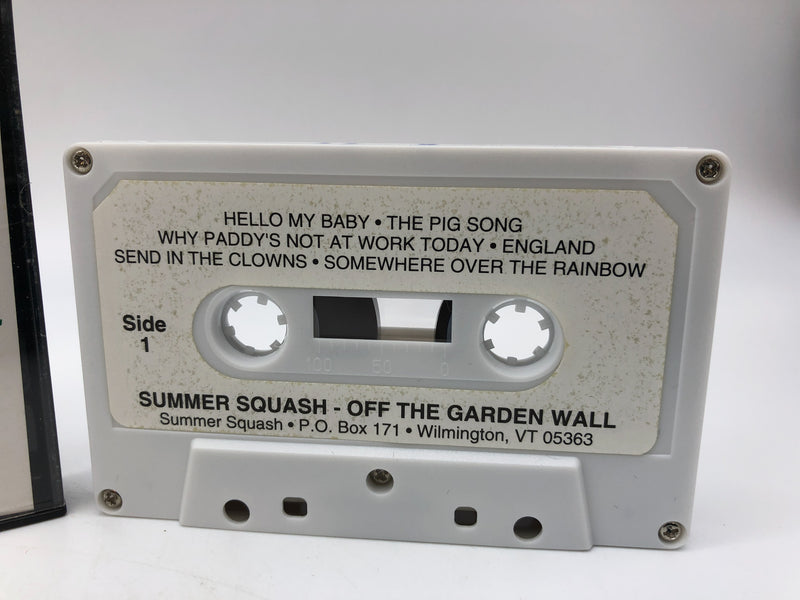 HELLO MY BABY • THE PIG SONG
WHY PADDY'S NOT AT WORK TODAY • ENGLAND
SEND IN THE CLOWNS • SOMEWHERE OVER THE RAINBOW
Side
1
100 50 0
SUMMER SQUASH - OFF THE GARDEN WALL
Summer Squash • P.O. Box 171 • Wilmington, VT 05363